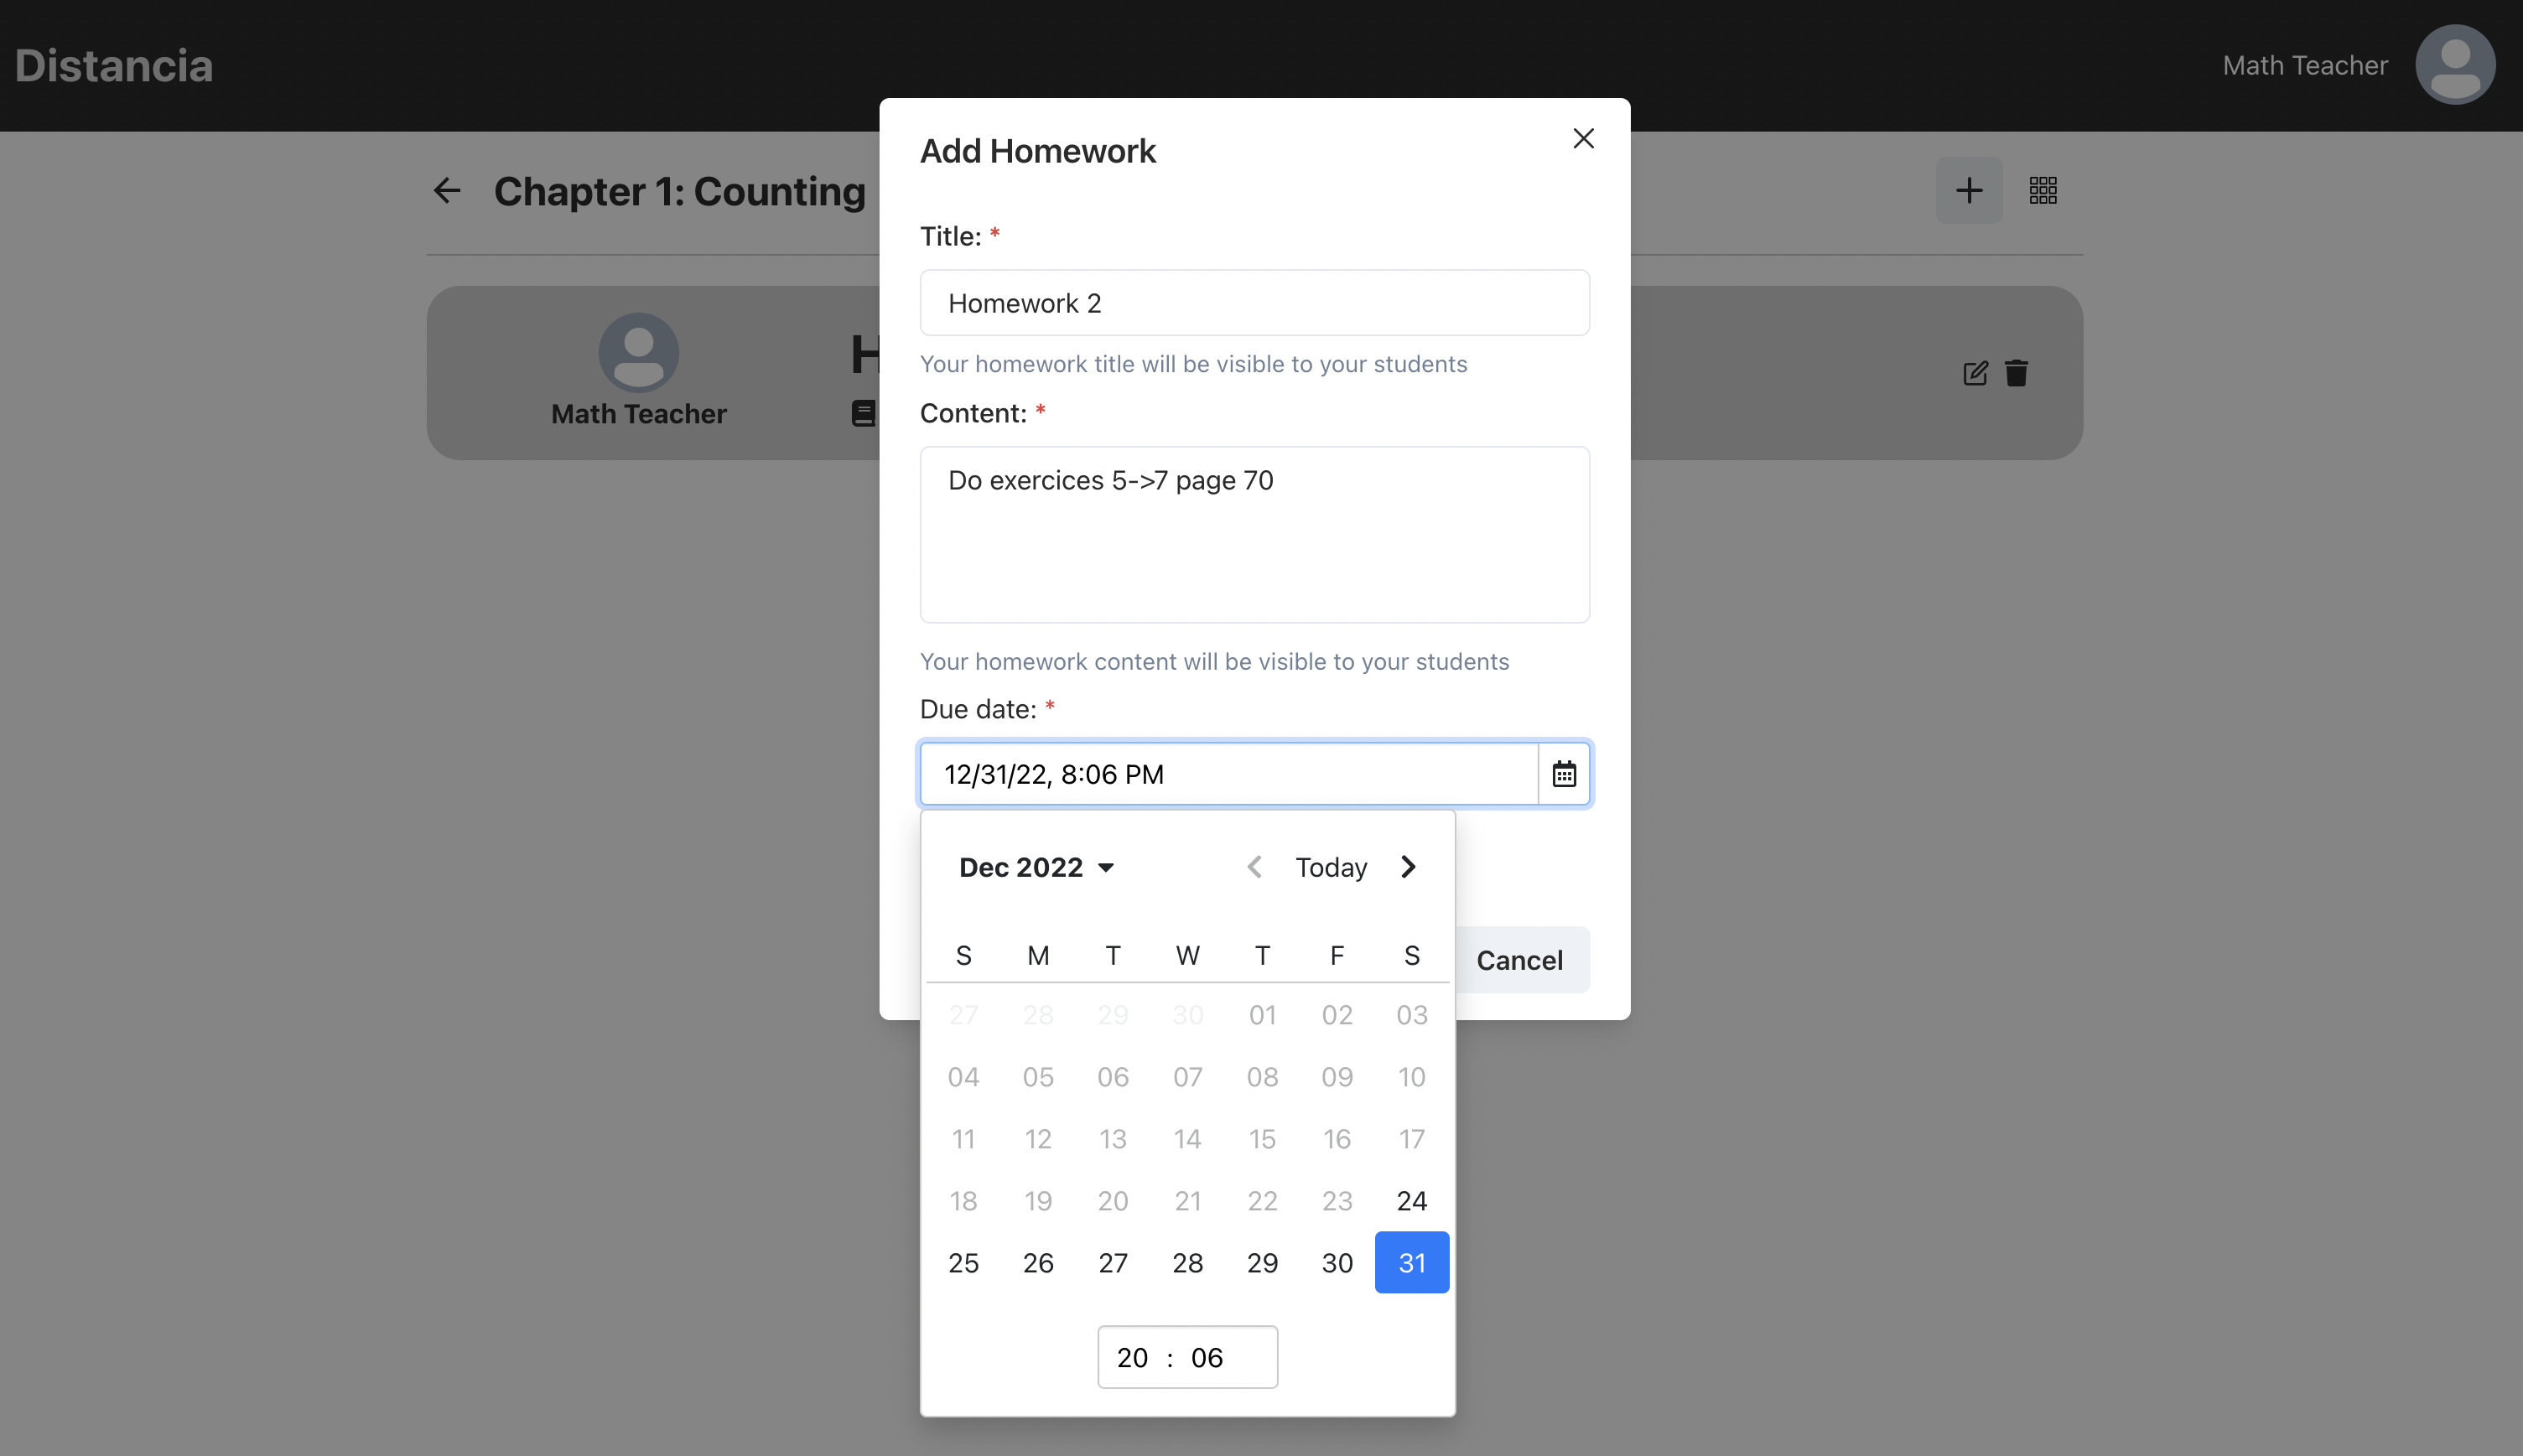 Distancia
Math Teacher
Add Homework
Chapter 1: Counting
Title: *
Homework 2
Your homework title will be visible to your students
Math Teacher
H
Content: *
Do exercices 5->7 page 70
Your homework content will be visible to your students
Due date: *
12/31/22, 8:06 PM
Dec 2022 Today
S M T W T F S
Cancel
27 28 29 30 01 02 03
04 05 06 07 08 09 10
11 12 13 14 15 16 17
18 19 20 21 22 23 24
25 26 27 28 29 30 31
20 : 06